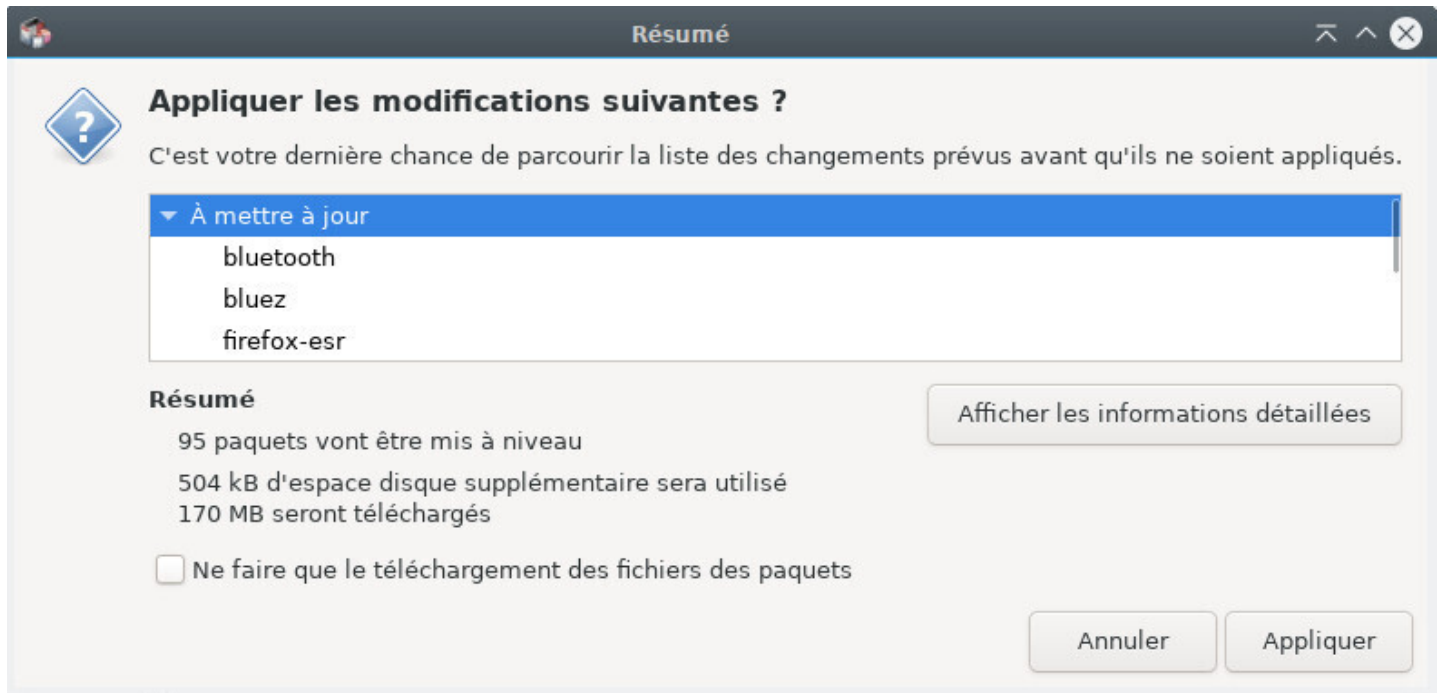 Résumé
Appliquer les modifications suivantes ?
C'est votre dernière chance de parcourir la liste des changements prévus avant qu'ils ne soient appliqués.
À mettre à jour
bluetooth
bluez
firefox-esr
Résumé
Afficher les informations détaillées
95 paquets vont être mis à niveau
504 kB d'espace disque supplémentaire sera utilisé
170 MB seront téléchargés
Ne faire que le téléchargement des fichiers des paquets
Annuler
Appliquer